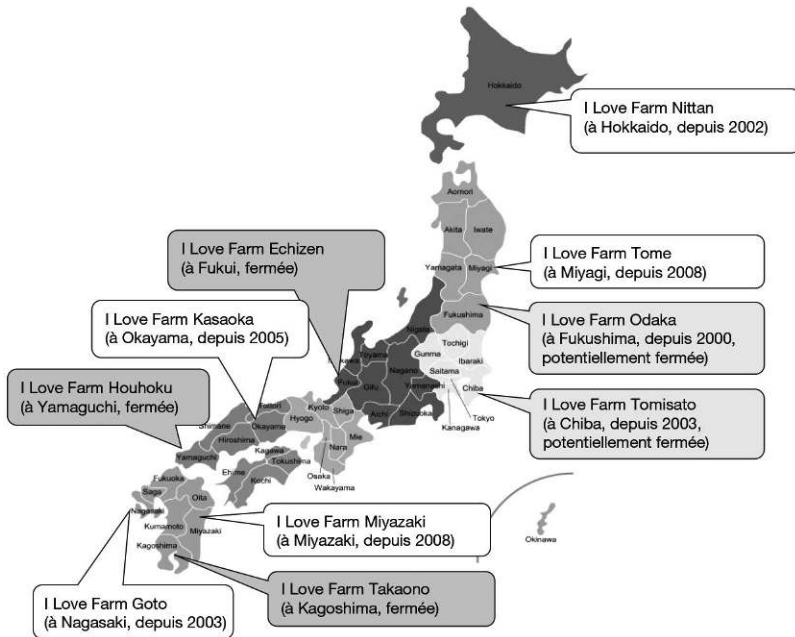 Hokkaido
I Love Farm Nittan
(à Hokkaido, depuis 2002)
Aomori
Akita
Iwate
I Love Farm Echizen
(à Fukui, fermée)
Yamagata
Miyagi
I Love Farm Tome
(à Miyagi, depuis 2008)
I Love Farm Kasaoka
(à Okayama, depuis 2005)
Fukushima
I Love Farm Odaka
(à Fukushima, depuis 2000,
potentiellement fermée)
Tochigi
Toyama
Gunma
Ibaraki
Nagano
Saitama
Fukui
Gifu
Yamanashi
Chiba
I Love Farm Houhoku
(à Yamaguchi, fermée)
Tokyo
Kanagawa
Aichi
Shizuoka
I Love Farm Tomisato
(à Chiba, depuis 2003,
potentiellement fermée)
Kyoto
Shiga
Hyogo
Okayama
Shimane
Hiroshima
Mie
Nara
Kagawa
Tokushima
Yamaguchi
Ehime
Kochi
Osaka
Wakayama
Fukuoka
Saga
Oita
Nagasaki
Kumamoto
Miyazaki
I Love Farm Miyazaki
(à Miyazaki, depuis 2008)
Okinawa
Kagoshima
I Love Farm Takaono
(à Kagoshima, fermée)
I Love Farm Goto
(à Nagasaki, depuis 2003)